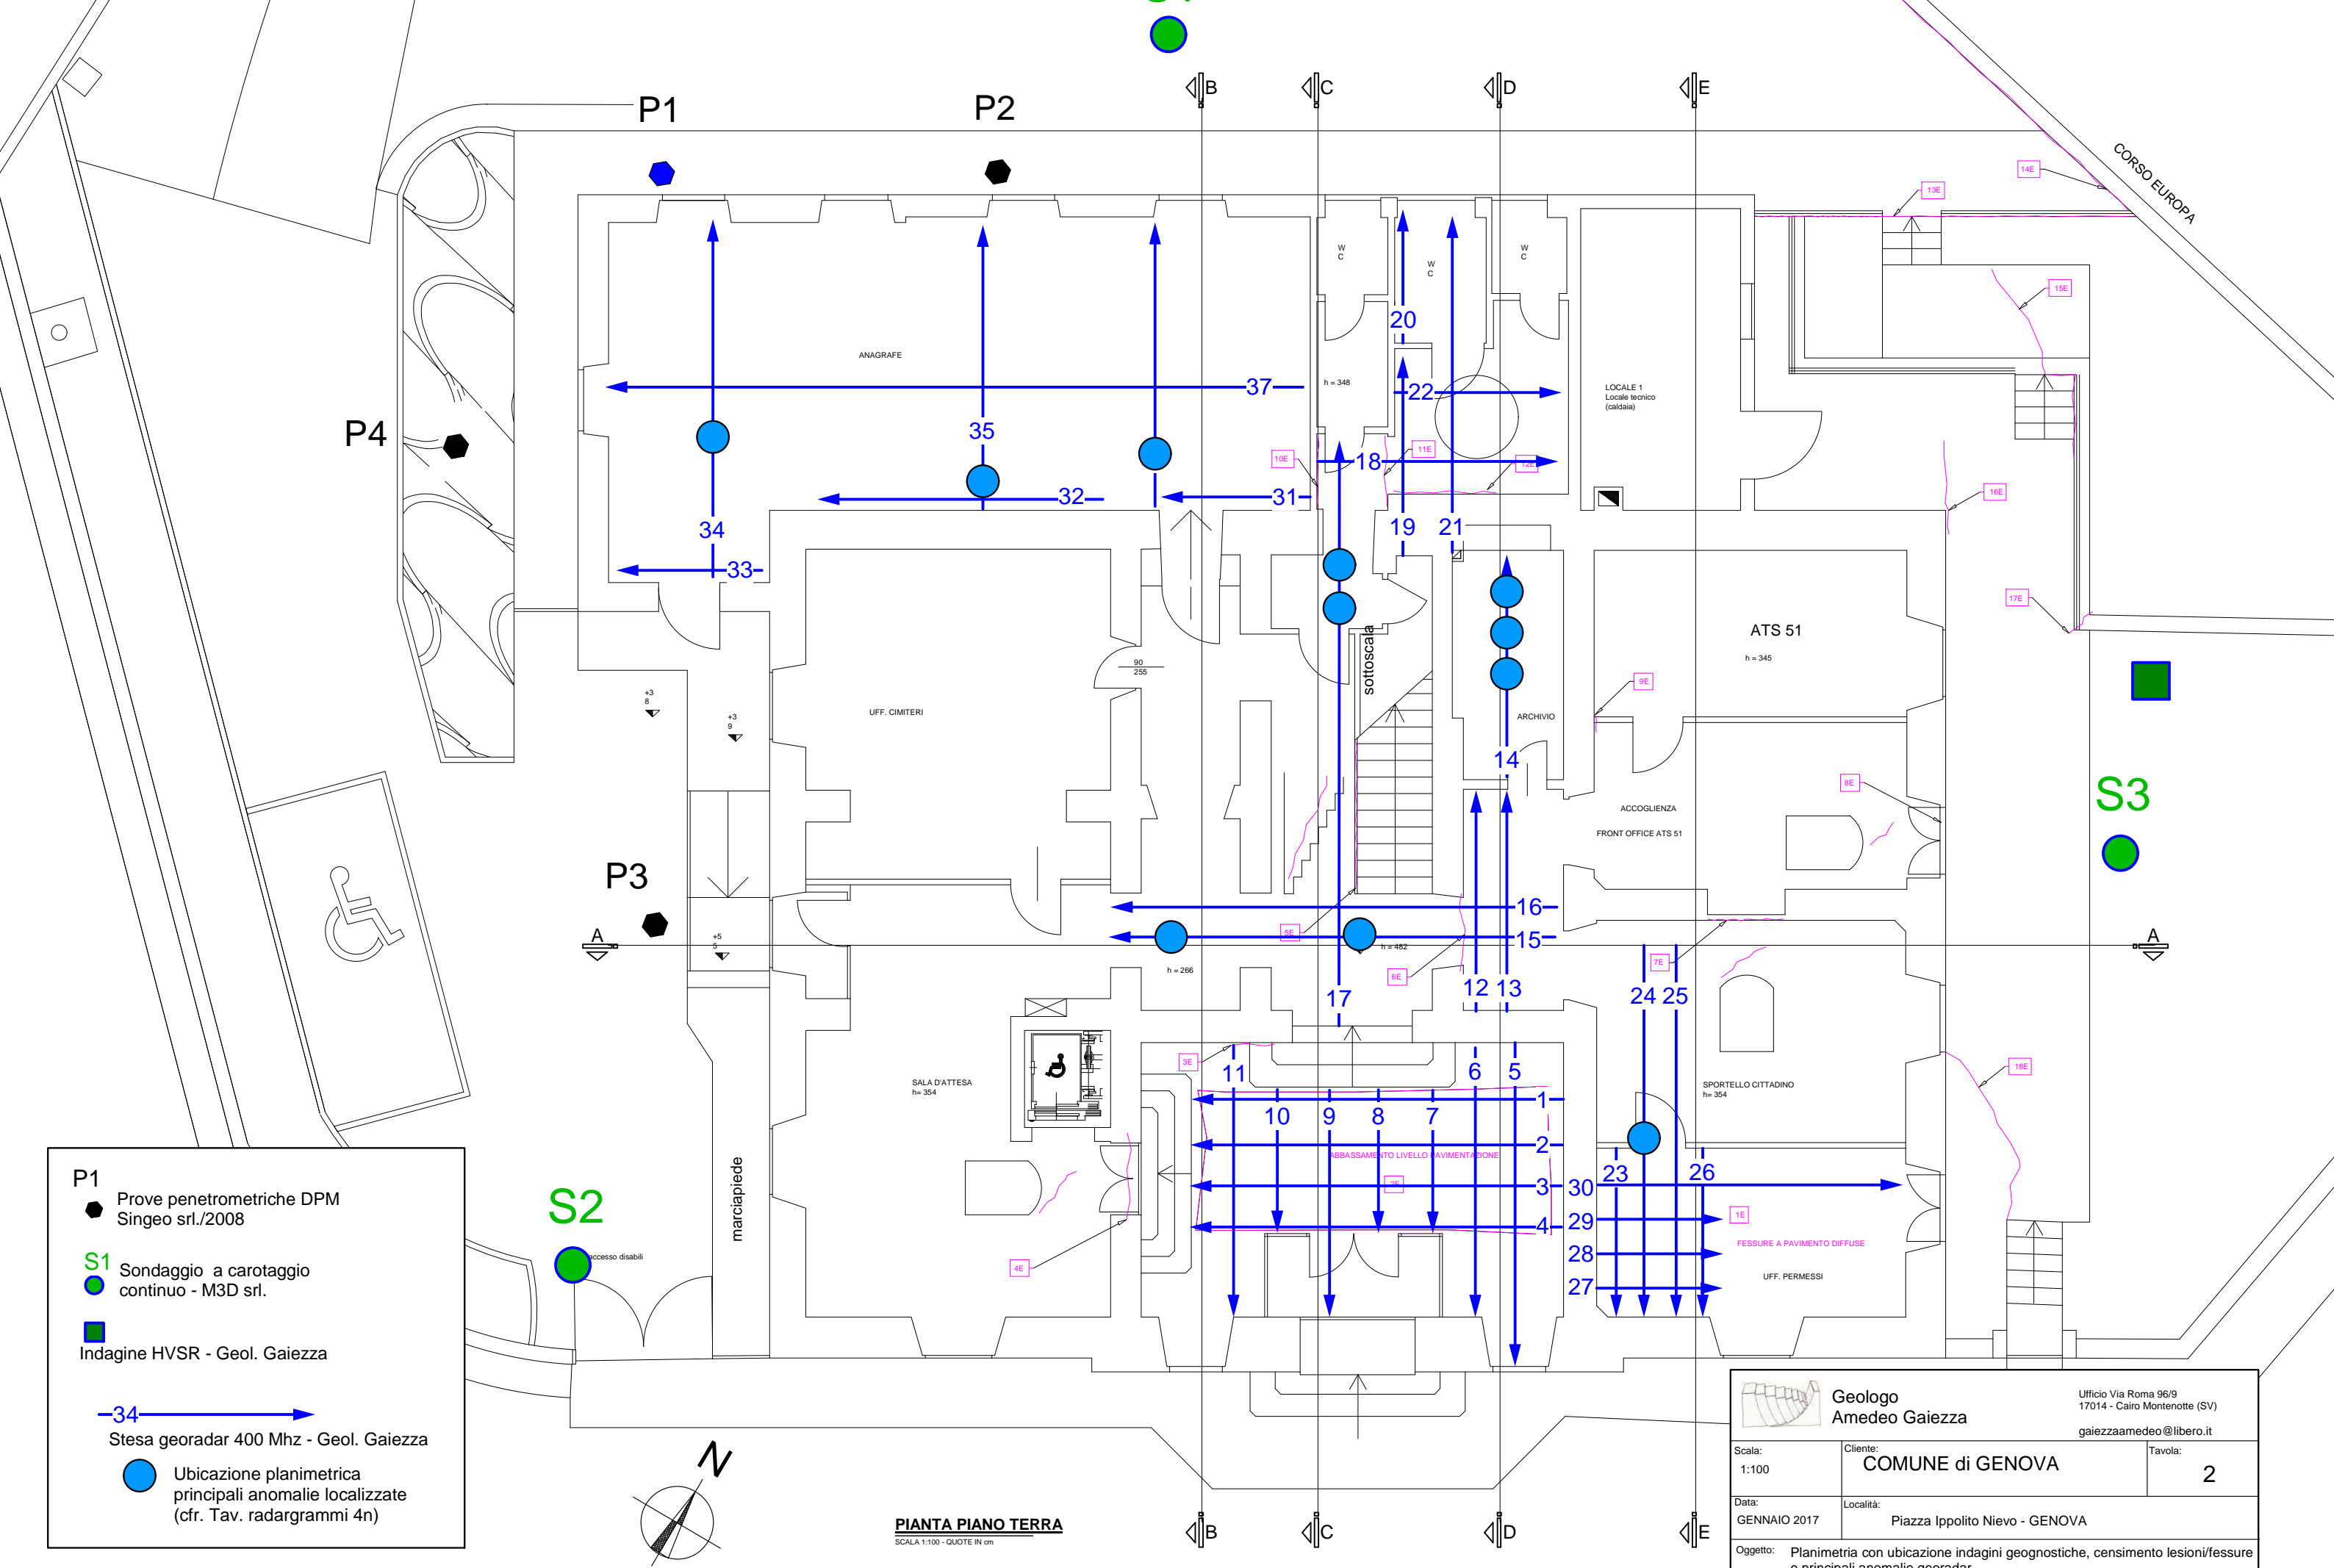 B
C
D
E
P1
P2
CORSO EUROPA
14E
13E
15E
W
C
W
C
W
C
20
ANAGRAFE
37
h = 348
22
LOCALE 1
Locale tecnico
(caldaia)
P4
35
10E
18
11E
12E
32
31
16E
34
19
21
33
17E
sottoscala
ATS 51
h = 345
90
255
9E
+3
8
+3
9
UFF. CIMITERI
ARCHIVIO
14
8E
S3
ACCOGLIENZA
FRONT OFFICE ATS 51
P3
16
5E
A
+5
5
15
h = 482
A
h = 266
6E
7E
17
12
13
24
25
3E
11
6
5
18E
SALA D'ATTESA
h= 354
SPORTELLO CITTADINO
h= 354
1
10
9
8
7
2
ABBASSAMENTO LIVELLO PAVIMENTAZIONE
23
26
3
2E
30
4
29
1E
FESSURE A PAVIMENTO DIFFUSE
28
UFF. PERMESSI
27
4E
marciapiede
S2
accesso disabili
P1
Prove penetrometriche DPM
Singeo srl./2008
S1
Sondaggio a carotaggio
continuo - M3D srl.
Indagine HVSR - Geol. Gaiezza
34
Stesa georadar 400 Mhz - Geol. Gaiezza
Ubicazione planimetrica
principali anomalie localizzate
(cfr. Tav. radargrammi 4n)
N
PIANTA PIANO TERRA
SCALA 1:100 - QUOTE IN cm
B
C
D
E
Geologo
Amedeo Gaiezza
Ufficio Via Roma 96/9
17014 - Cairo Montenotte (SV)
gaiezzaamedeo@libero.it
Scala:
1:100
Cliente:
COMUNE di GENOVA
Tavola:
2
Data:
GENNAIO 2017
Località:
Piazza Ippolito Nievo - GENOVA
Oggetto:
Planimetria con ubicazione indagini geognostiche, censimento lesioni/fessure
e principali anomalie georadar